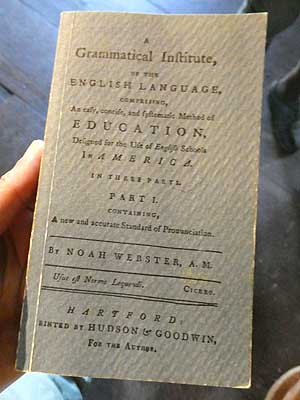 A
Grammatical Institute,
OF THE
ENGLISH LANGUAGE,
COMPRISING,
An easy, concise, and systematic Method of
EDUCATION,
Designed for the Use of English Schools
In AMERICA.
IN THREE PARTS.
PART I.
CONTAINING,
A new and accurate Standard of Pronunciation.
By NOAH WEBSTER, A. M.
Usus est Norma Loquendi. CICERO.
HARTFORD:
RINTED BY HUDSON & GOODWIN,
FOR THE AUTHOR.